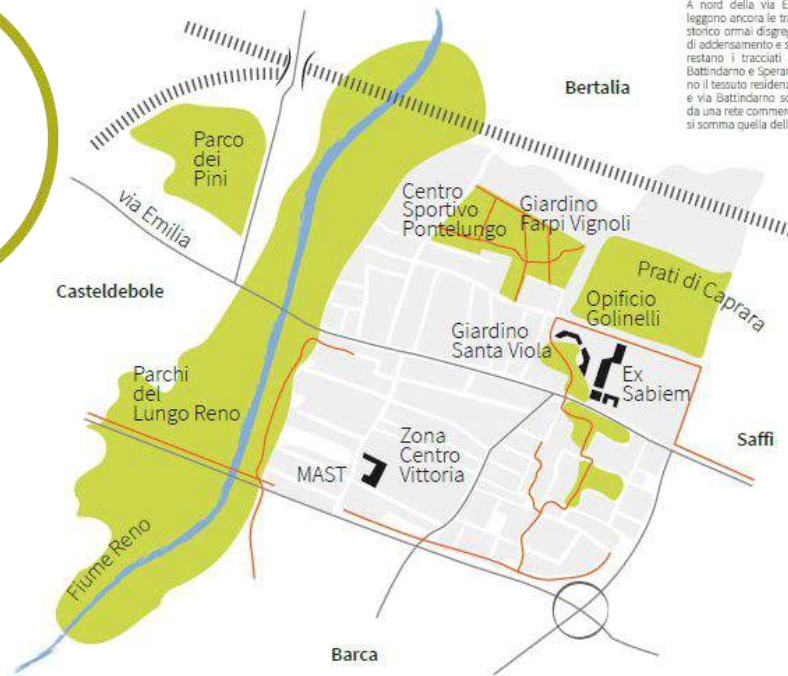 A nord della via E
leggono ancora le tra
storico ormai disgreg
di addensamento e s
restano i tracciati
Battindarno e Speran
no il tessuto residenz
e via Battindarno so
da una rete commerc
si somma quella dell
Bertalia
Parco
dei
Pini
via Emilia
Centro
Sportivo
Pontelungo
Giardino
Farpi Vignoli
Prati di Caprara
Casteldebole
Opificio
Golinelli
Giardino
Santa Viola
Ex
Sabiem
Parchi
del
Lungo Reno
Saffi
Zona
Centro
Vittoria
MAST
Fiume Reno
Barca